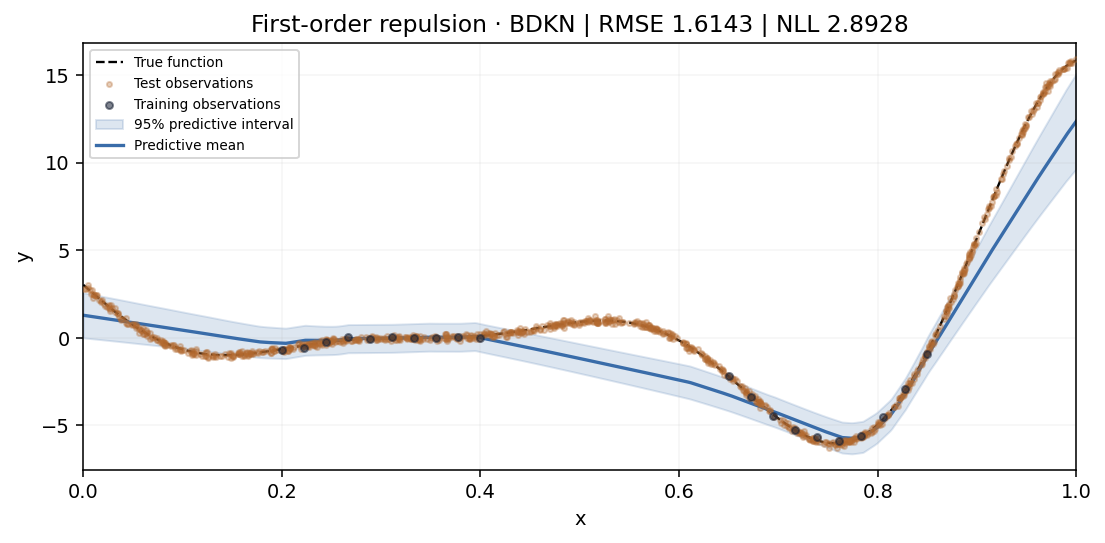 First-order repulsion · BDKN | RMSE 1.6143 | NLL 2.8928
True function
Test observations
Training observations
95% predictive interval
Predictive mean
15
10
5
0
−5
y
0.0 0.2 0.4 0.6 0.8 1.0
x